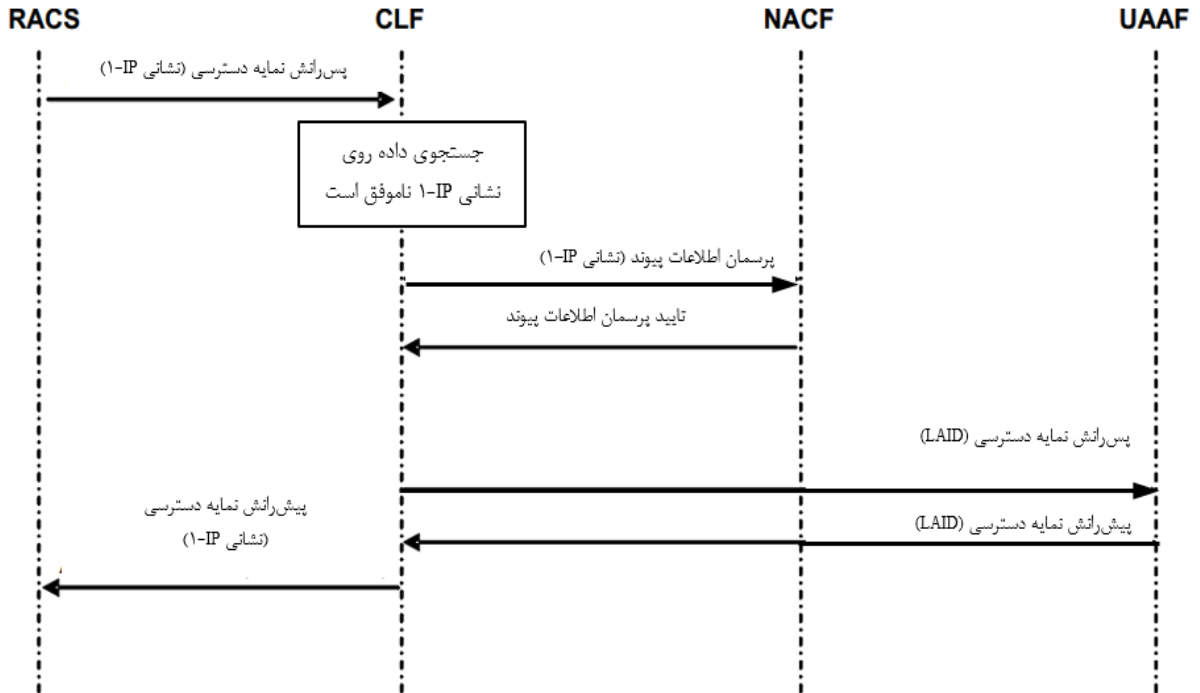 RACS CLF NACF UAAF
پس‌رانش نمایه دسترسی (نشانی IP-۱)
جستجوی داده روی
نشانی IP-۱ ناموفق است
پرسمان اطلاعات پیوند (نشانی IP-۱)
تایید پرسمان اطلاعات پیوند
پس‌رانش نمایه دسترسی (LAID)
پیش‌رانش نمایه دسترسی (LAID)
پیش‌رانش نمایه دسترسی
(نشانی IP-۱)